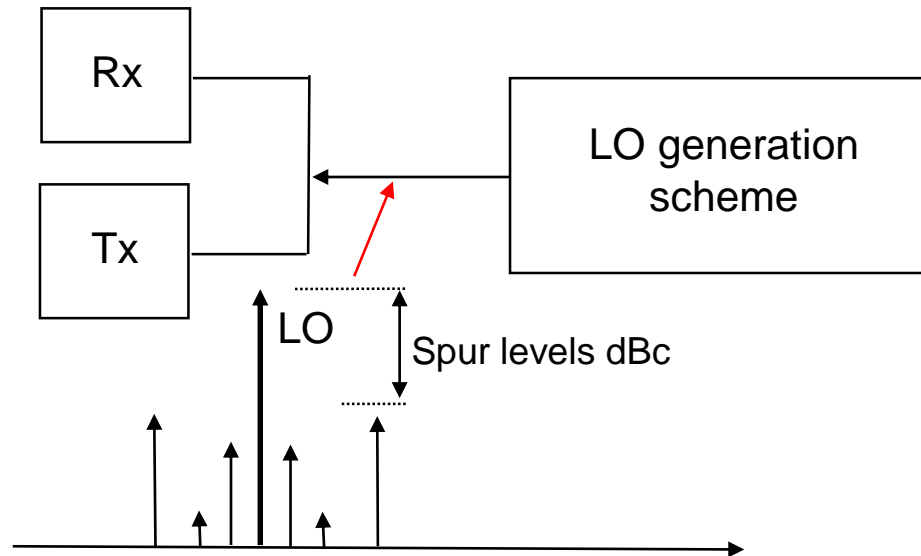 Rx
LO generation
scheme
Tx
LO
Spur levels dBc